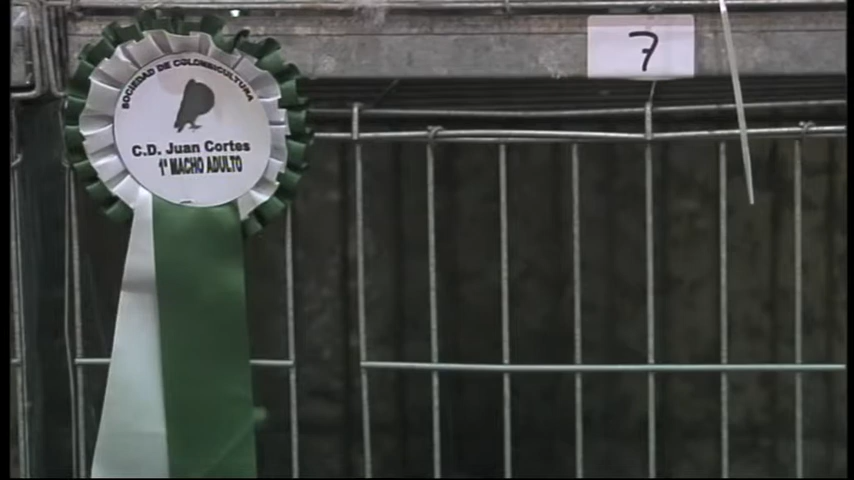 SOCIEDAD DE COLOMBICULTURA
C.D. Juan Cortes
1º MACHO ADULTO
7